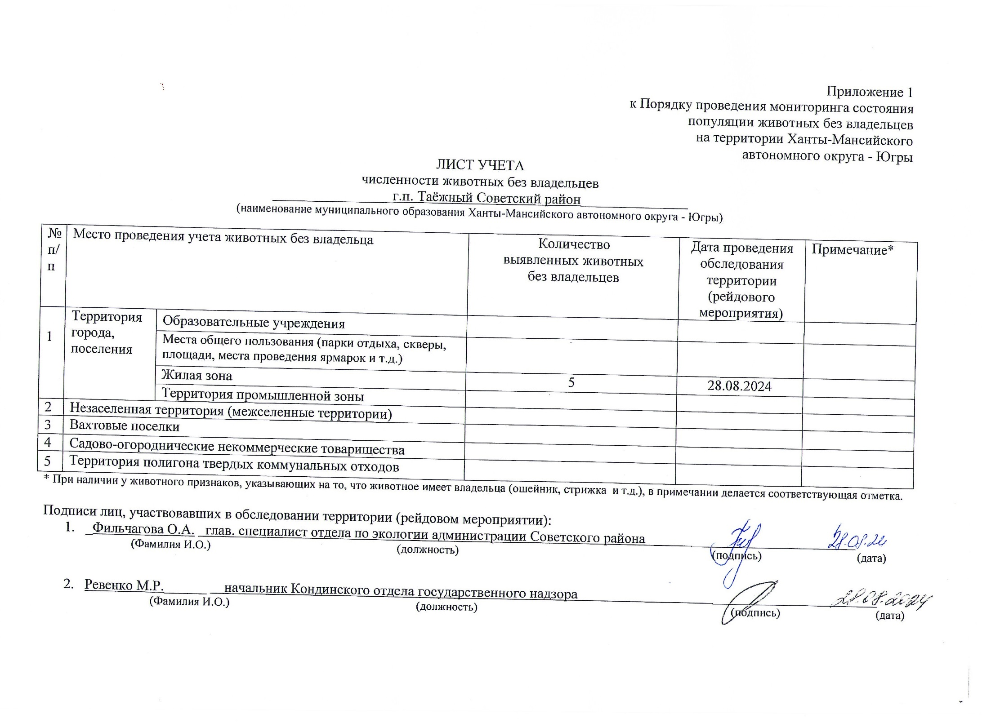 Приложение 1
к Порядку проведения мониторинга состояния
популяции животных без владельцев
на территории Ханты-Мансийского
автономного округа - Югры
ЛИСТ УЧЕТА
численности животных без владельцев
г.п. Таёжный Советский район
(наименование муниципального образования Ханты-Мансийского автономного округа - Югры)
№
п/
п
Место проведения учета животных без владельца
Количество
выявленных животных
без владельцев
Дата проведения
обследования
территории
(рейдового
мероприятия)
Примечание*
1
Территория
города,
поселения
Образовательные учреждения
Места общего пользования (парки отдыха, скверы,
площади, места проведения ярмарок и т.д.)
Жилая зона 5 28.08.2024
Территория промышленной зоны
2 Незаселенная территория (межселенные территории)
3 Вахтовые поселки
4 Садово-огороднические некоммерческие товарищества
5 Территория полигона твердых коммунальных отходов
* При наличии у животного признаков, указывающих на то, что животное имеет владельца (ошейник, стрижка и т.д.), в примечании делается соответствующая отметка.
Подписи лиц, участвовавших в обследовании территории (рейдовом мероприятии):
1. Фильчагова О.А. глав. специалист отдела по экологии администрации Советского района 28.08.24
(Фамилия И.О.) (должность) (подпись) (дата)
2. Ревенко М.Р. начальник Кондинского отдела государственного надзора 28.08.2024
(Фамилия И.О.) (должность) (подпись) (дата)